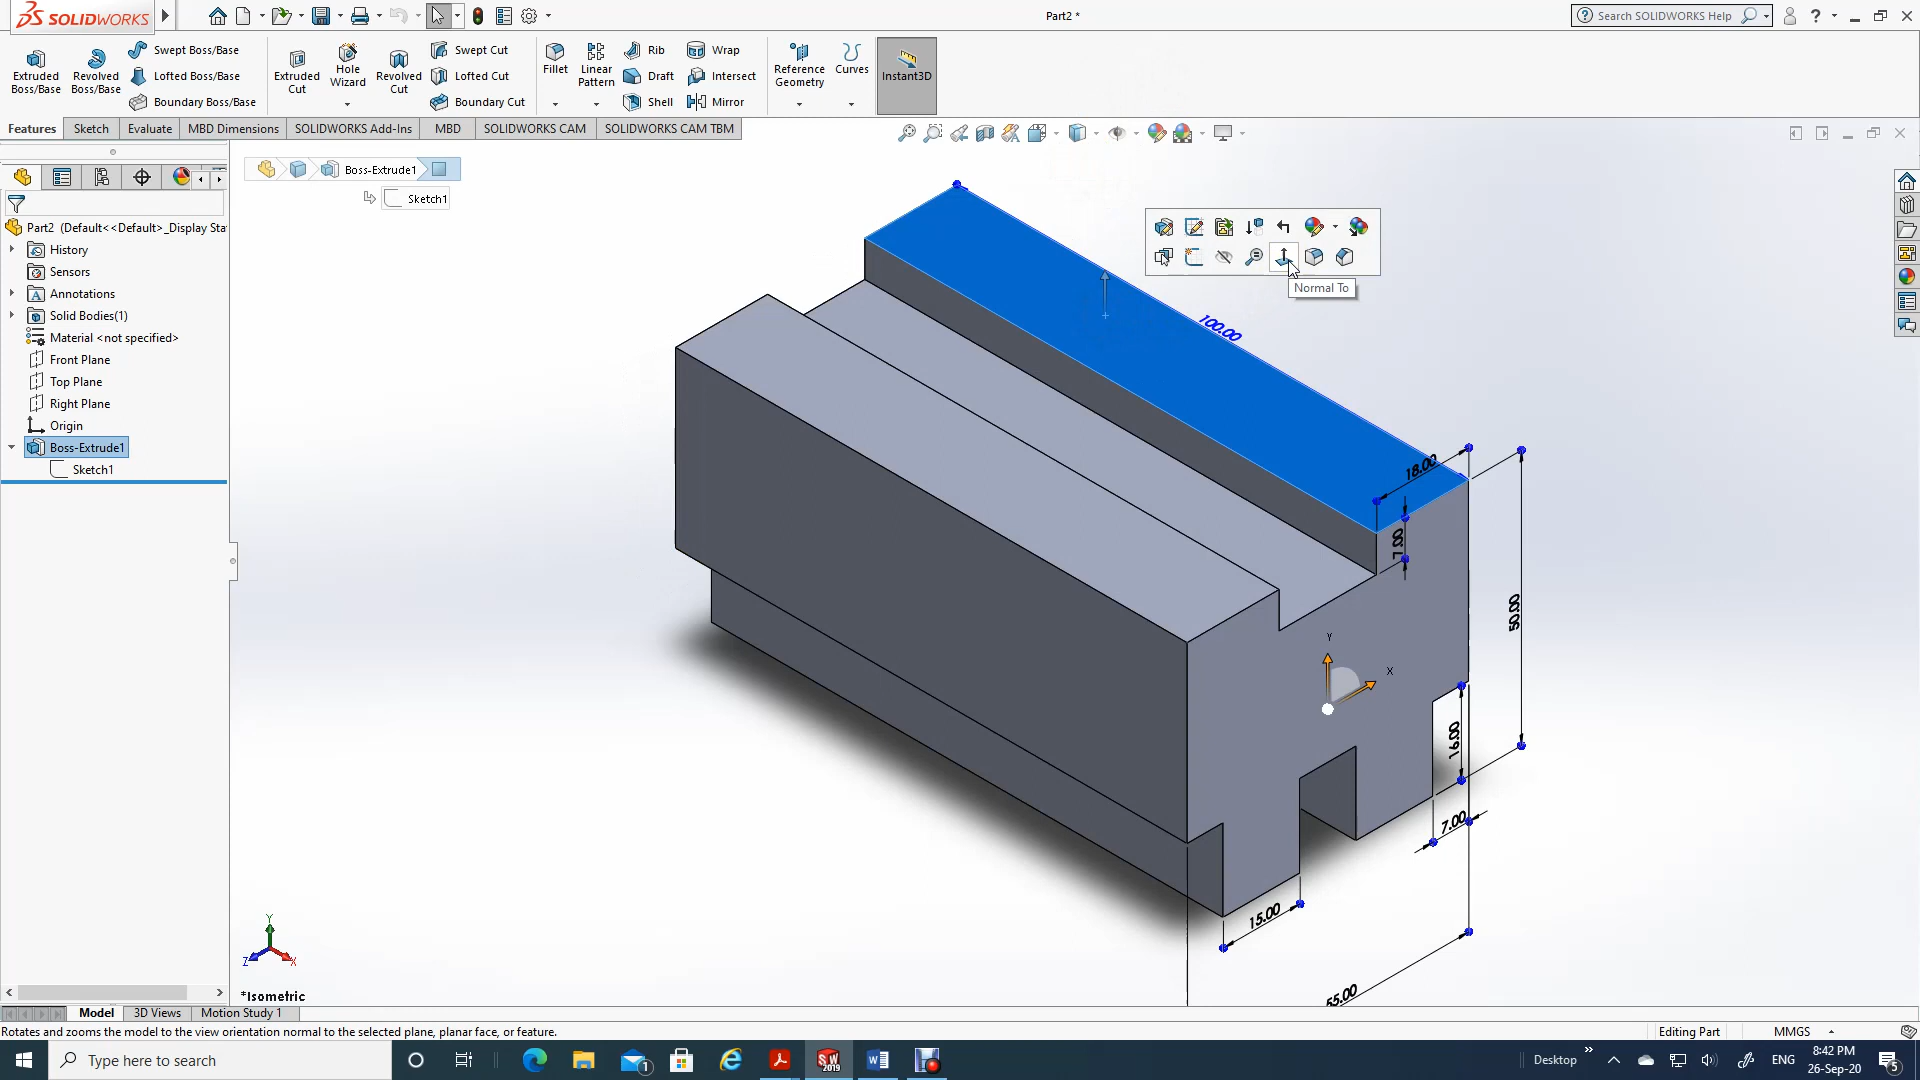 SOLIDWORKS
Part2 *
Search SOLIDWORKS Help
Extruded Boss/Base
Revolved Boss/Base
Swept Boss/Base
Lofted Boss/Base
Boundary Boss/Base
Extruded Cut
Hole Wizard
Revolved Cut
Swept Cut
Lofted Cut
Boundary Cut
Fillet
Linear Pattern
Rib
Draft
Shell
Wrap
Intersect
Mirror
Reference Geometry
Curves
Instant3D
Features
Sketch
Evaluate
MBD Dimensions
SOLIDWORKS Add-Ins
MBD
SOLIDWORKS CAM
SOLIDWORKS CAM TBM
Boss-Extrude1
Sketch1
Part2 (Default<<Default>_Display Sta
History
Sensors
Annotations
Solid Bodies(1)
Material <not specified>
Front Plane
Top Plane
Right Plane
Origin
Boss-Extrude1
Sketch1
Normal To
100.00
18.00
7.00
50.00
16.00
7.00
15.00
55.00
Y
X
Y
Z
X
*Isometric
Model
3D Views
Motion Study 1
Rotates and zooms the model to the view orientation normal to the selected plane, planar face, or feature.
Editing Part
MMGS
Type here to search
1
SW
2019
Desktop
ENG
8:42 PM
26-Sep-20
5